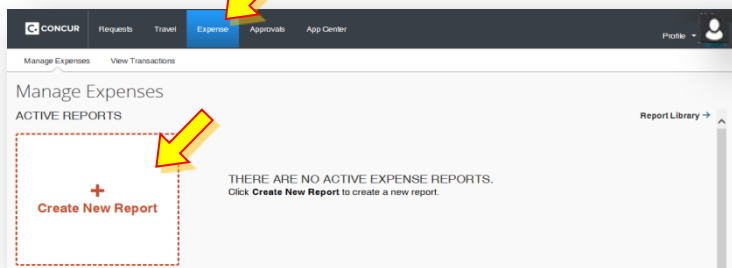 C. CONCUR Requests Travel Expense Approvals App Center Profile
Manage Expenses View Transactions
Manage Expenses
ACTIVE REPORTS
Report Library →
+
Create New Report
THERE ARE NO ACTIVE EXPENSE REPORTS.
Click Create New Report to create a new report.